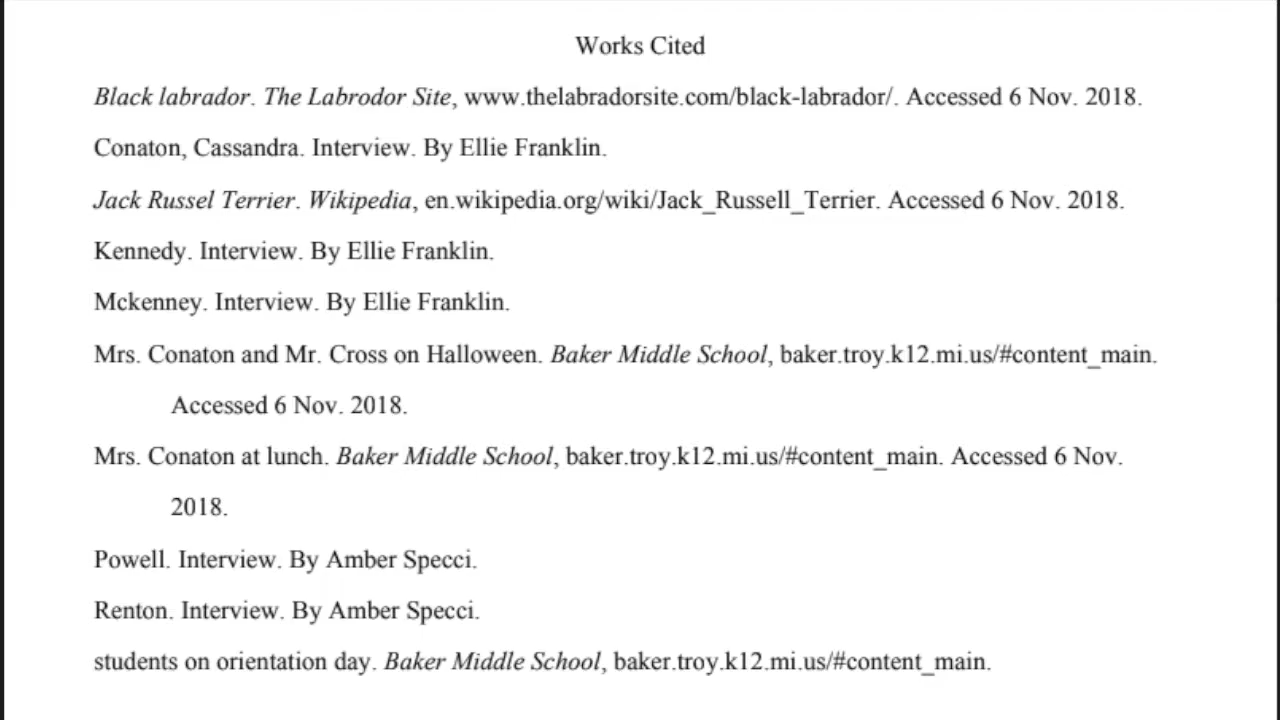 Works Cited
Black labrador. The Labrodor Site, www.thelabradorsite.com/black-labrador/. Accessed 6 Nov. 2018.
Conaton, Cassandra. Interview. By Ellie Franklin.
Jack Russel Terrier. Wikipedia, en.wikipedia.org/wiki/Jack_Russell_Terrier. Accessed 6 Nov. 2018.
Kennedy. Interview. By Ellie Franklin.
Mckenney. Interview. By Ellie Franklin.
Mrs. Conaton and Mr. Cross on Halloween. Baker Middle School, baker.troy.k12.mi.us/#content_main.
Accessed 6 Nov. 2018.
Mrs. Conaton at lunch. Baker Middle School, baker.troy.k12.mi.us/#content_main. Accessed 6 Nov.
2018.
Powell. Interview. By Amber Specci.
Renton. Interview. By Amber Specci.
students on orientation day. Baker Middle School, baker.troy.k12.mi.us/#content_main.